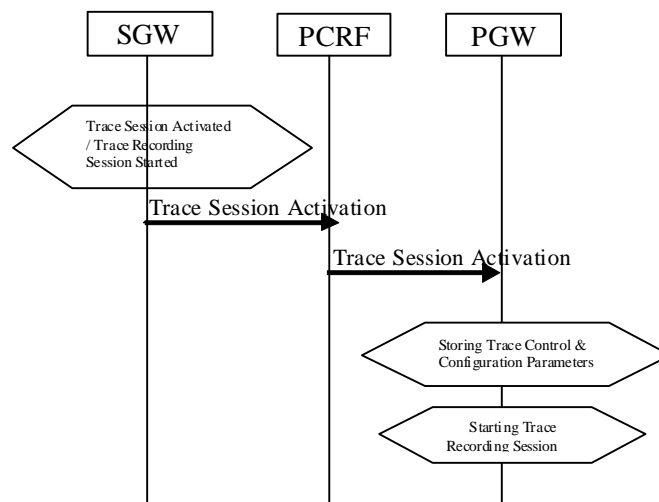 SGW
PCRF
PGW
Trace Session Activated
/ Trace Recording
Session Started
Trace Session Activation
Trace Session Activation
Storing Trace Control &
Configuration Parameters
Starting Trace
Recording Session